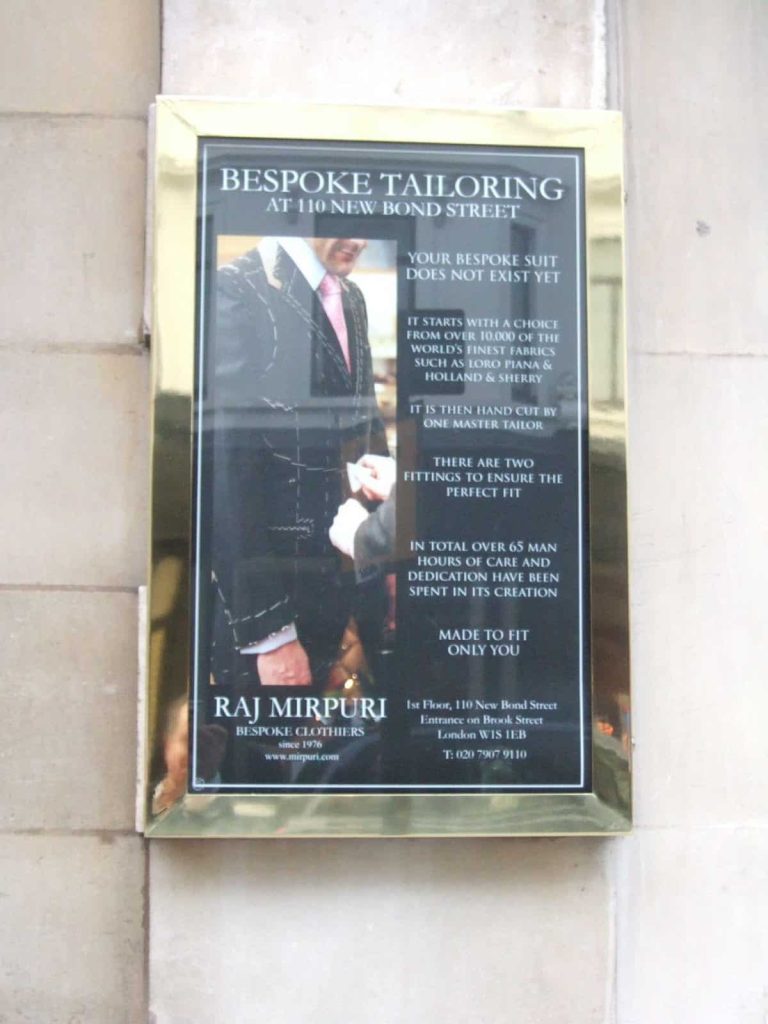 BESPOKE TAILORING
AT 110 NEW BOND STREET
YOUR BESPOKE SUIT
DOES NOT EXIST YET
IT STARTS WITH A CHOICE
FROM OVER 10.000 OF THE
WORLD'S FINEST FABRICS
SUCH AS LORO PIANA &
HOLLAND & SHERRY
IT IS THEN HAND CUT BY
ONE MASTER TAILOR
THERE ARE TWO
FITTINGS TO ENSURE THE
PERFECT FIT
IN TOTAL OVER 65 MAN
HOURS OF CARE AND
DEDICATION HAVE BEEN
SPENT IN ITS CREATION
MADE TO FIT
ONLY YOU
RAJ MIRPURI
BESPOKE CLOTHIERS
since 1976
www.mirpuri.com
1st Floor, 110 New Bond Street
Entrance on Brook Street
London W1S 1EB
T: 020 7907 9110